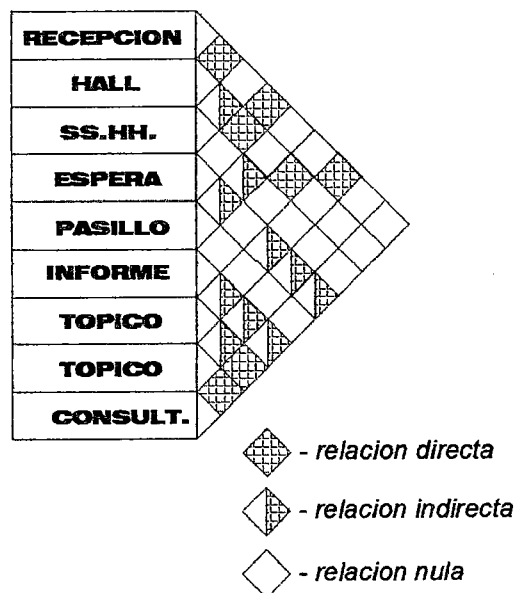 RECEPCION
HALL
SS.HH.
ESPERA
PASILLO
INFORME
TOPICO
TOPICO
CONSULT.
- relacion directa
- relacion indirecta
- relacion nula